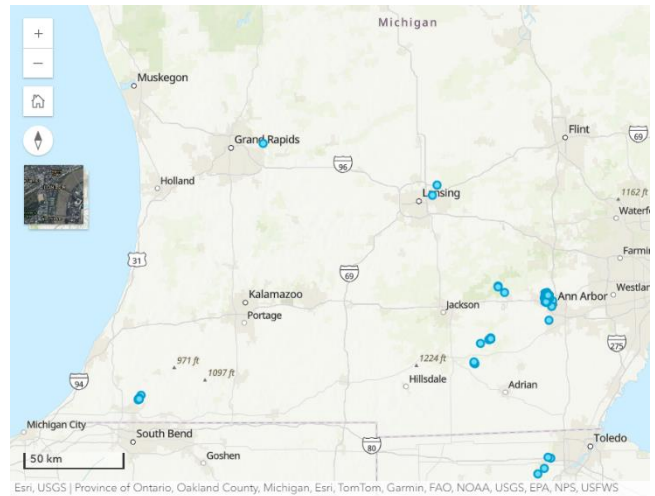 Michigan
+
−
Muskegon
Flint
69
Grand Rapids
96
Holland
Lansing
1162 ft
Waterf
Farmin
31
69
Kalamazoo
Portage
Jackson
Ann Arbor
Westlan
275
971 ft
1097 ft
1224 ft
94
Hillsdale
Adrian
Michigan City
South Bend
80
Toledo
Goshen
50 km
Esri, USGS | Province of Ontario, Oakland County, Michigan, Esri, TomTom, Garmin, FAO, NOAA, USGS, EPA, NPS, USFWS